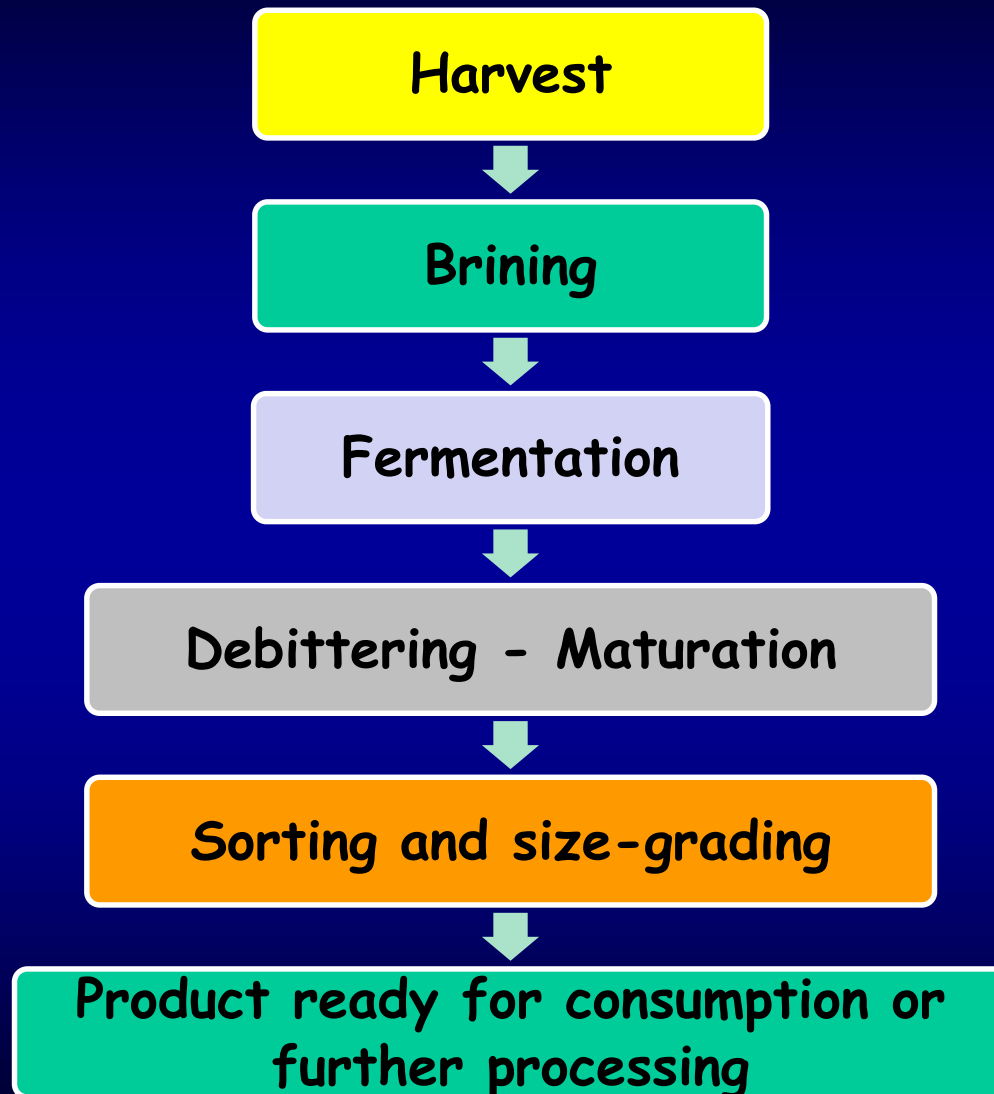 Harvest
Brining
Fermentation
Debittering - Maturation
Sorting and size-grading
Product ready for consumption or
further processing